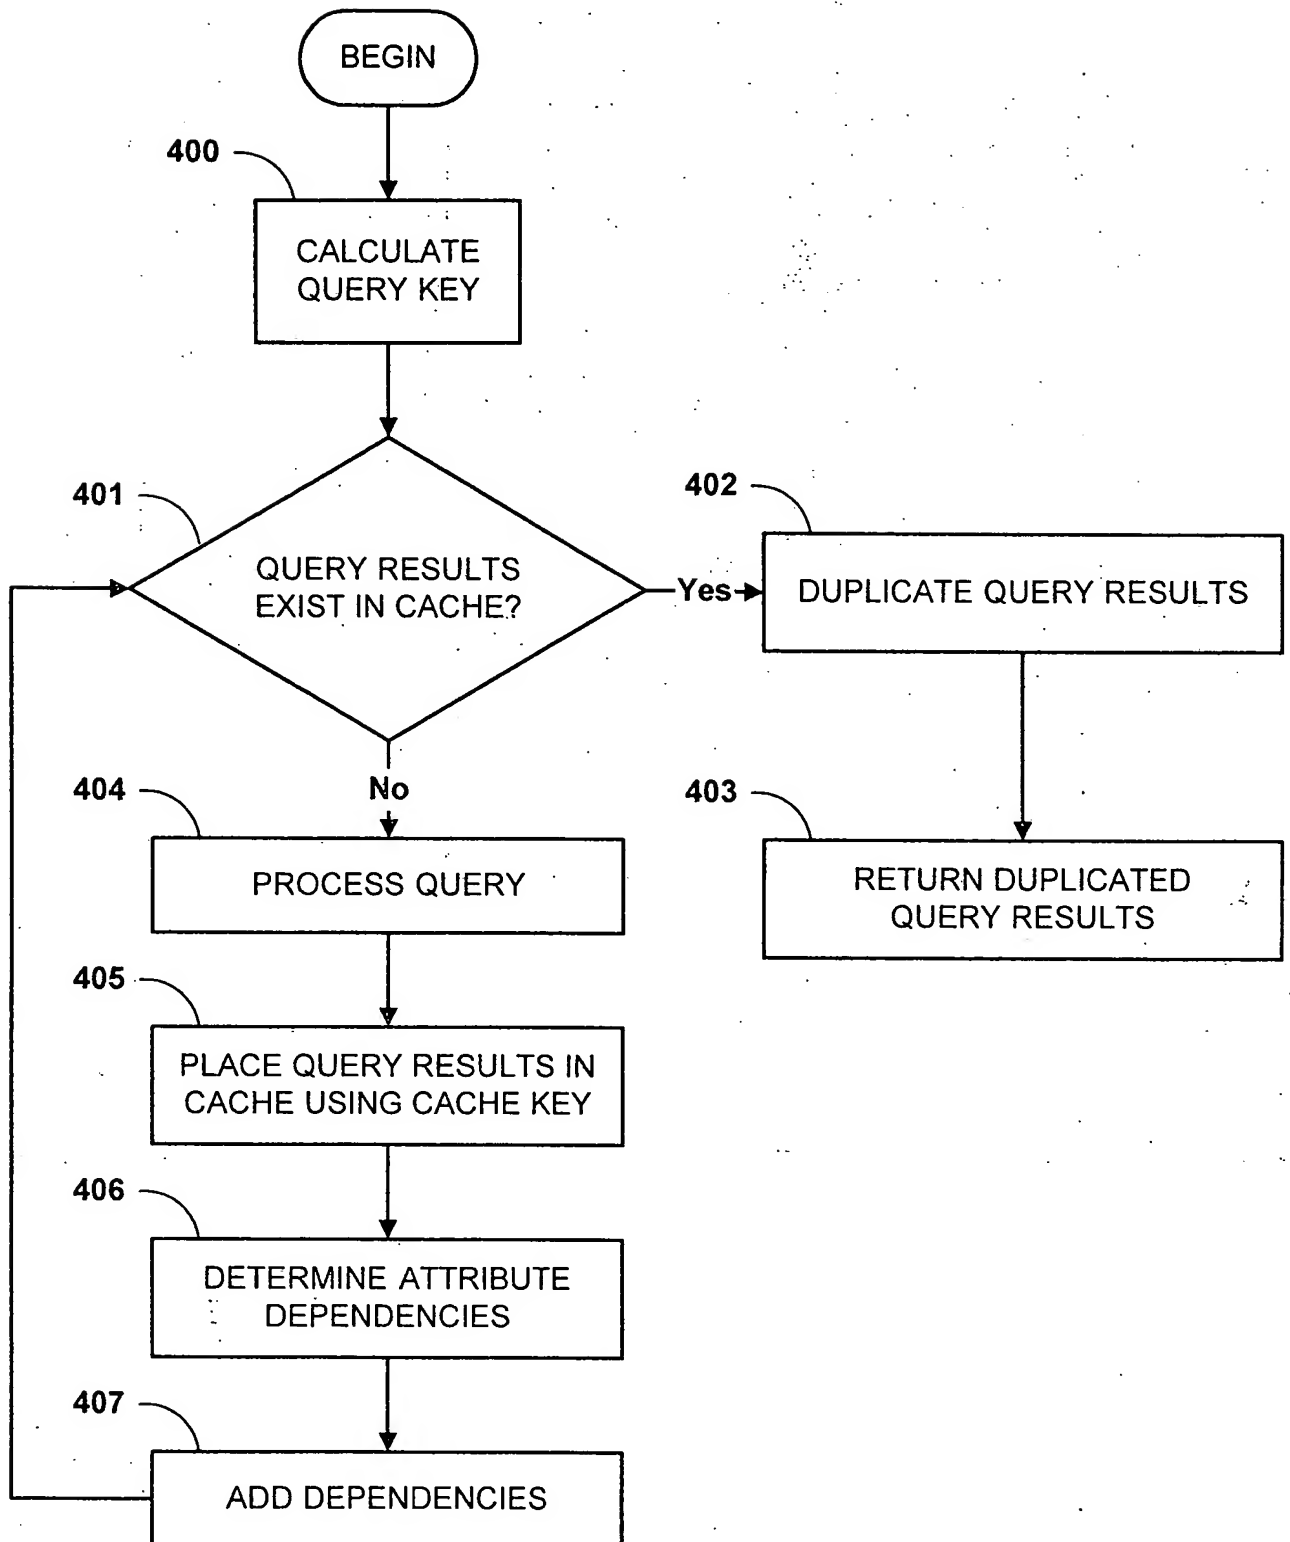 BEGIN
400
CALCULATE
QUERY KEY
401
QUERY RESULTS
EXIST IN CACHE?
Yes
402
DUPLICATE QUERY RESULTS
403
RETURN DUPLICATED
QUERY RESULTS
No
404
PROCESS QUERY
405
PLACE QUERY RESULTS IN
CACHE USING CACHE KEY
406
DETERMINE ATTRIBUTE
DEPENDENCIES
407
ADD DEPENDENCIES